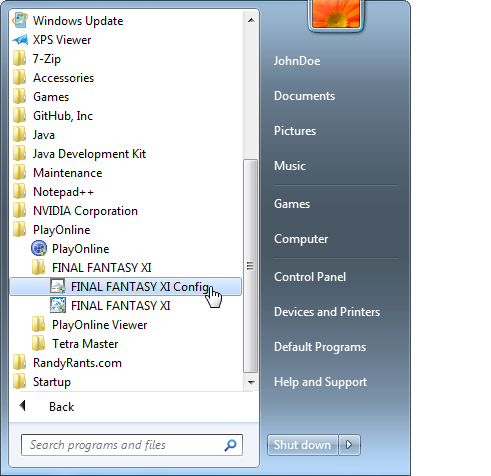 Windows Update
XPS Viewer
7-Zip
Accessories
Games
GitHub, Inc
Java
Java Development Kit
Maintenance
Notepad++
NVIDIA Corporation
PlayOnline
PlayOnline
FINAL FANTASY XI
FINAL FANTASY XI Config
FINAL FANTASY XI
PlayOnline Viewer
Tetra Master
RandyRants.com
Startup
Back
Search programs and files
JohnDoe
Documents
Pictures
Music
Games
Computer
Control Panel
Devices and Printers
Default Programs
Help and Support
Shut down